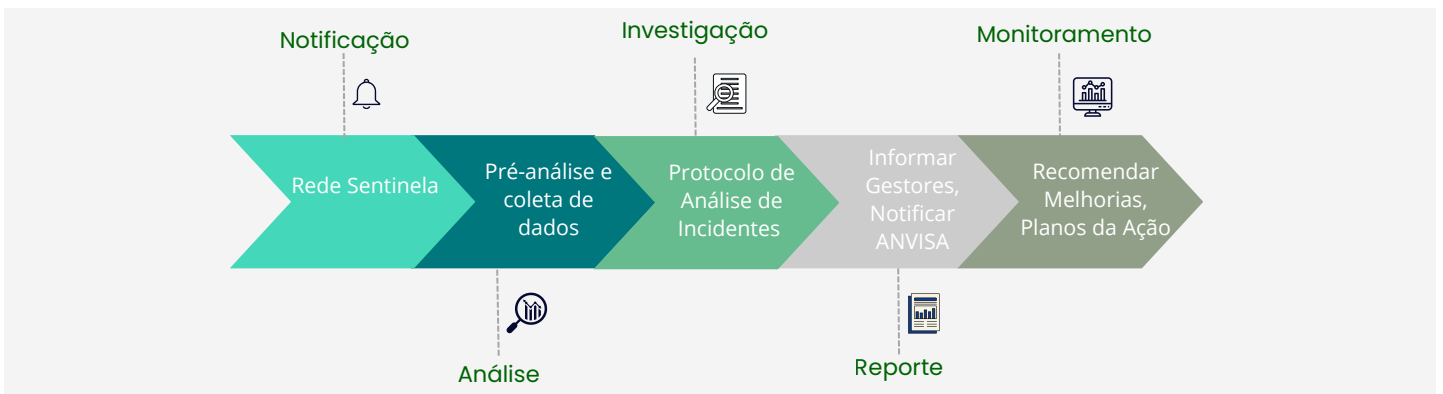 Notificação
Investigação
Monitoramento
Rede Sentinela
Pré-análise e
coleta de
dados
Protocolo de
Análise de
Incidentes
Informar
Gestores,
Notificar
ANVISA
Recomendar
Melhorias,
Planos da Ação
Análise
Reporte